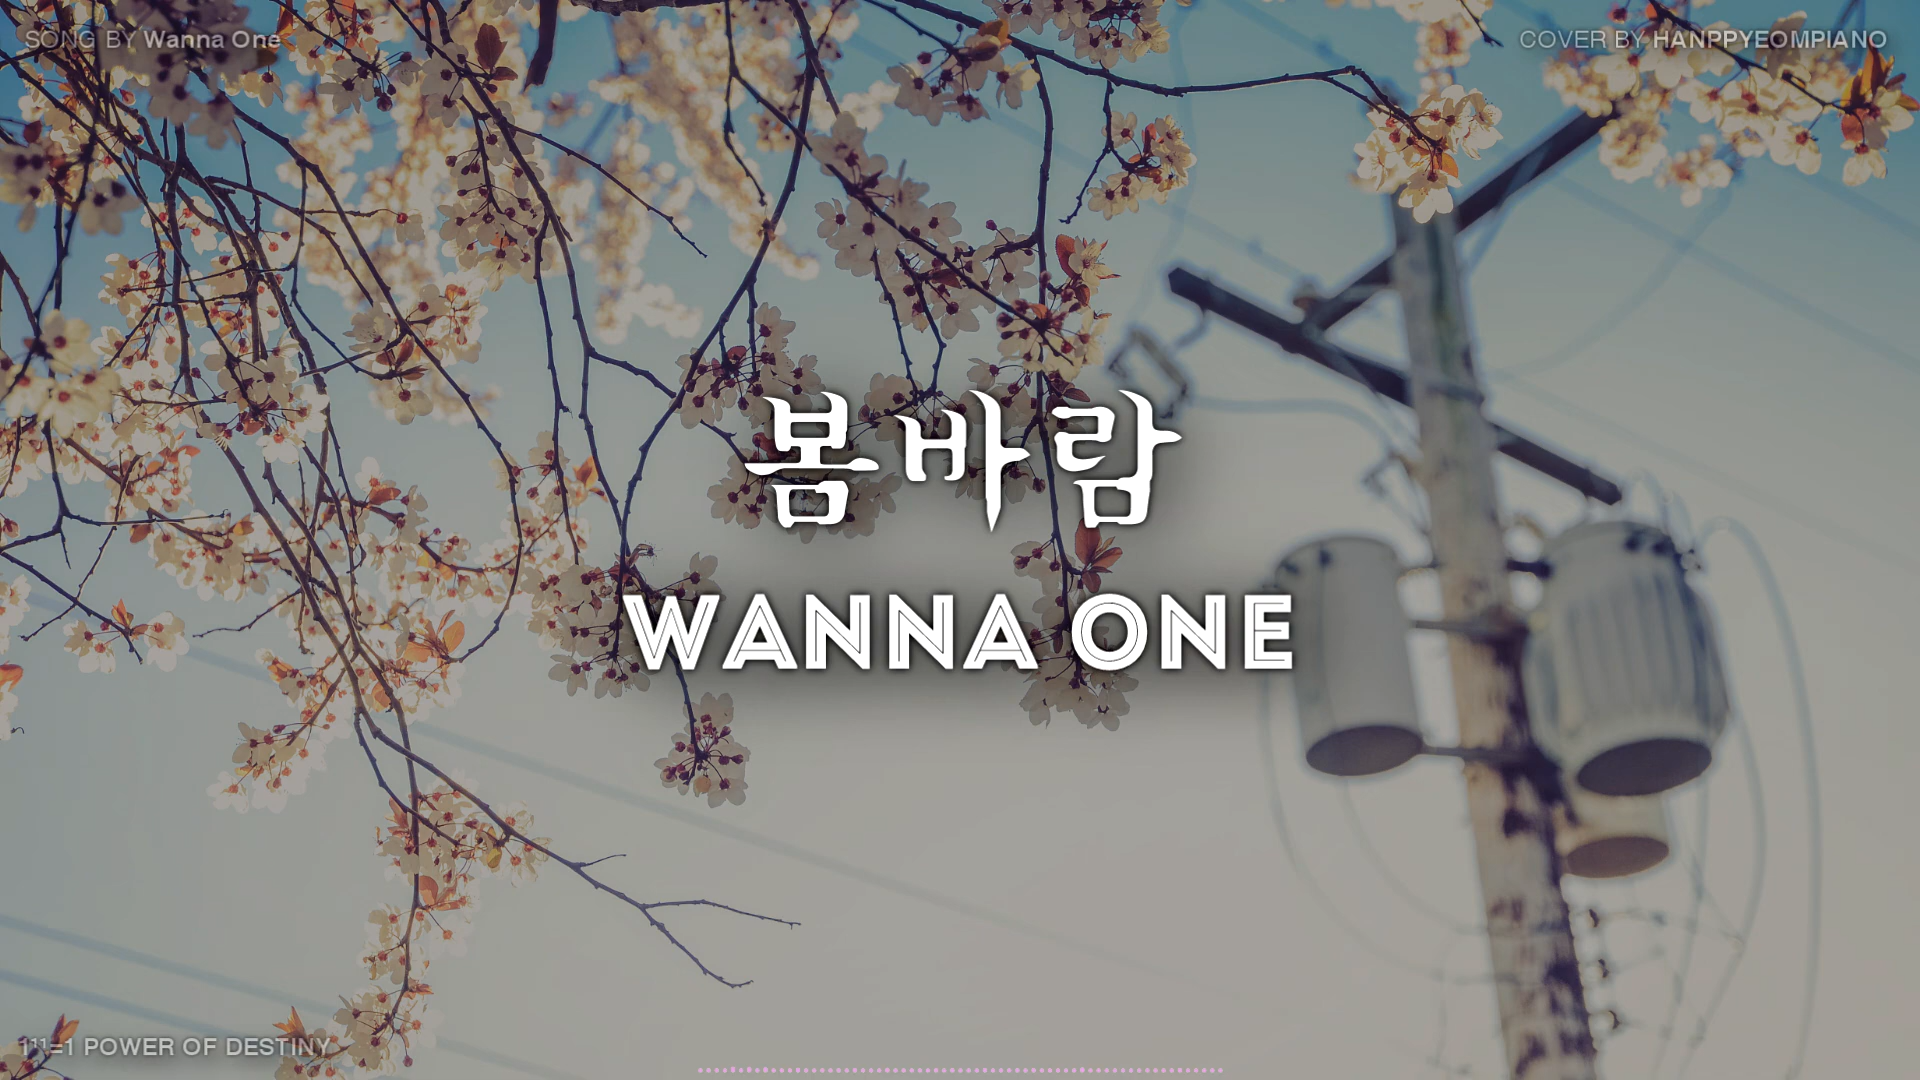 SONG BY Wanna One
COVER BY HANPPYEOMPIANO
봄바람
WANNA ONE
1¹¹=1 POWER OF DESTINY